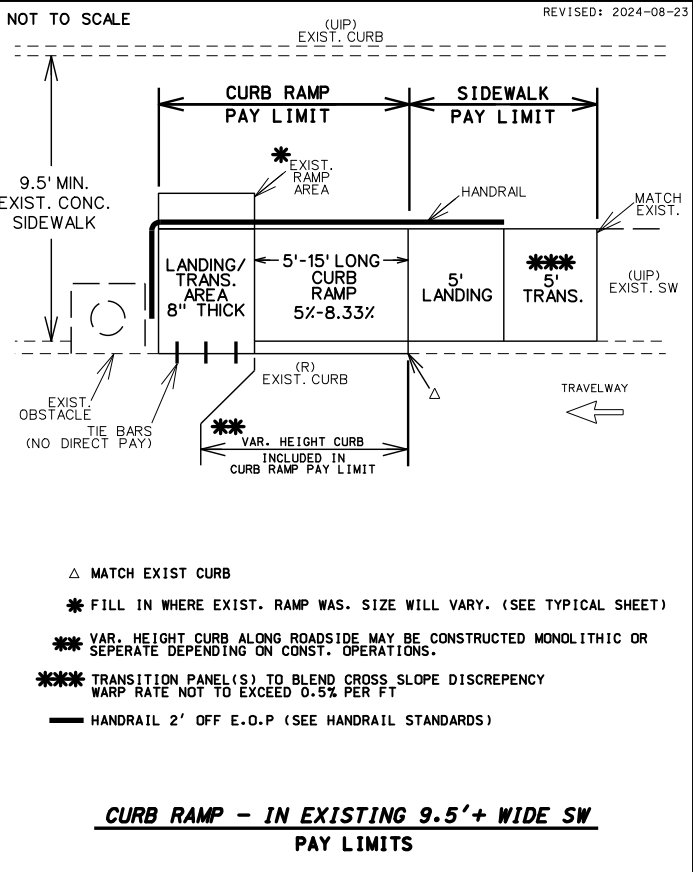 NOT TO SCALE
REVISED: 2024-08-23
(UIP)
EXIST. CURB
CURB RAMP
PAY LIMIT
SIDEWALK
PAY LIMIT
9.5' MIN.
EXIST. CONC.
SIDEWALK
EXIST.
RAMP
AREA
HANDRAIL
MATCH
EXIST.
LANDING/
TRANS.
AREA
8" THICK
5'-15' LONG
CURB
RAMP
5%-8.33%
5'
LANDING
5'
TRANS.
(UIP)
EXIST. SW
(R)
EXIST. CURB
EXIST.
OBSTACLE
TIE BARS
(NO DIRECT PAY)
TRAVELWAY
VAR. HEIGHT CURB
INCLUDED IN
CURB RAMP PAY LIMIT
△ MATCH EXIST CURB
* FILL IN WHERE EXIST. RAMP WAS. SIZE WILL VARY. (SEE TYPICAL SHEET)
** VAR. HEIGHT CURB ALONG ROADSIDE MAY BE CONSTRUCTED MONOLITHIC OR
SEPERATE DEPENDING ON CONST. OPERATIONS.
*** TRANSITION PANEL(S) TO BLEND CROSS SLOPE DISCREPENCY
WARP RATE NOT TO EXCEED 0.5% PER FT
HANDRAIL 2' OFF E.O.P (SEE HANDRAIL STANDARDS)
CURB RAMP - IN EXISTING 9.5'+ WIDE SW
PAY LIMITS